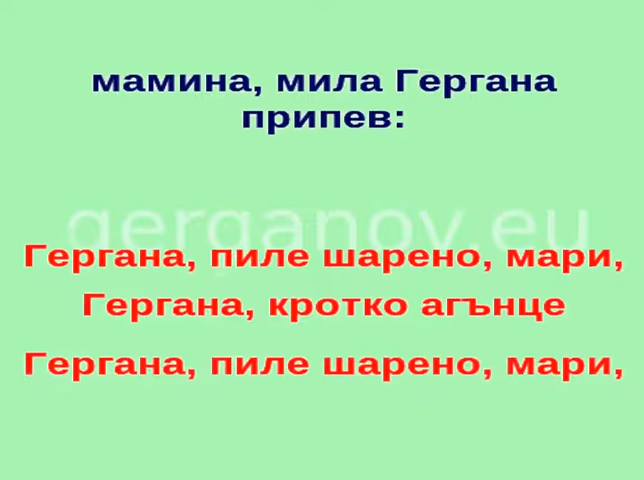 мамина, мила Гергана
припев:
gerganov.eu
Гергана, пиле шарено, мари,
Гергана, кротко агънце
Гергана, пиле шарено, мари,